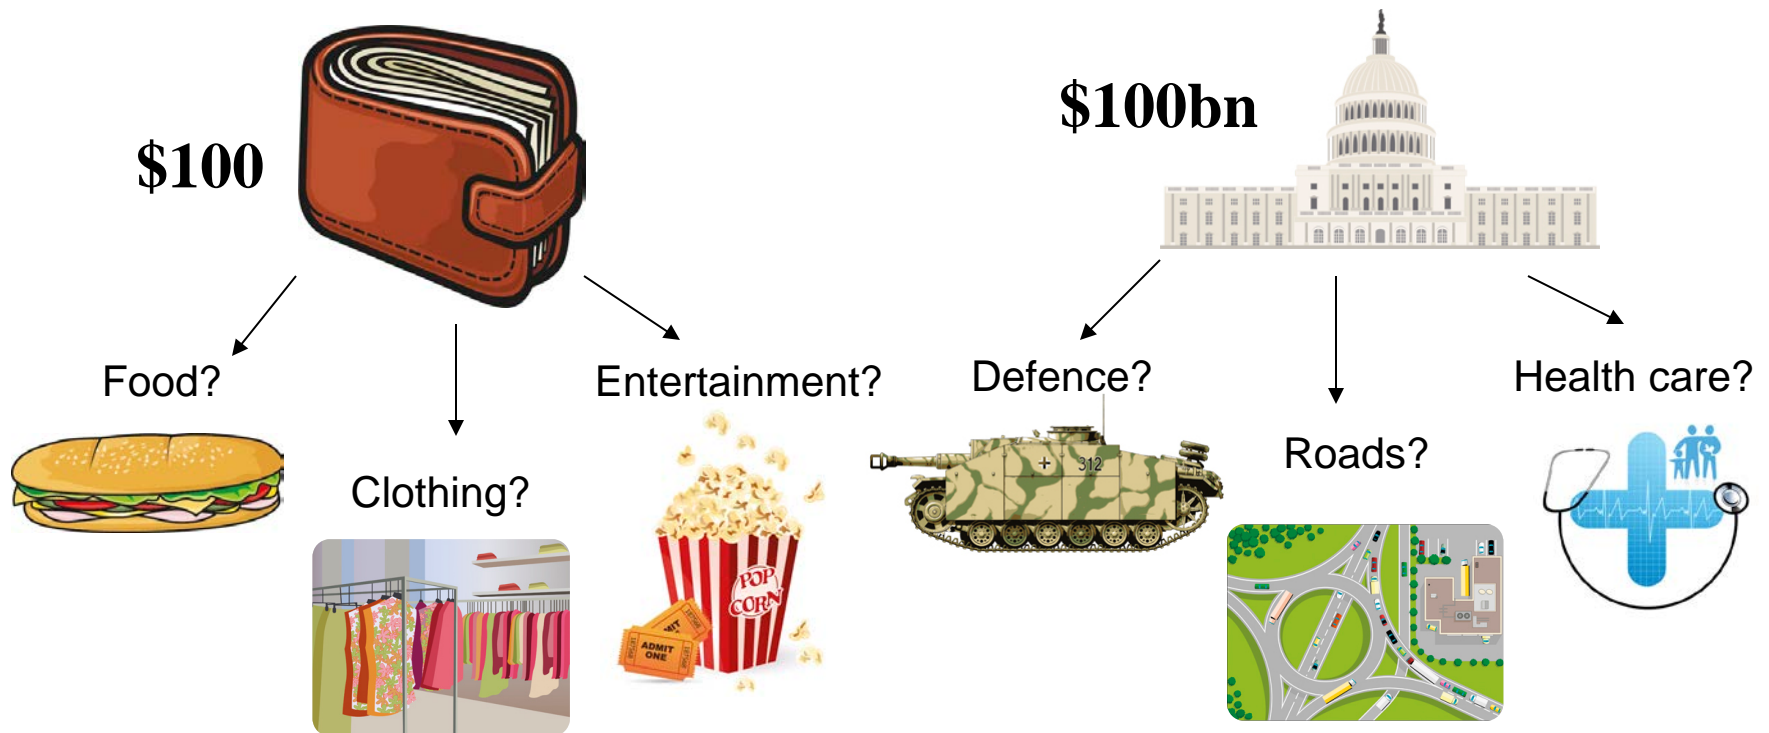 $100
$100bn
Food?
Clothing?
Entertainment?
Defence?
Roads?
Health care?
312
POP
CORN
ADMIT
ONE